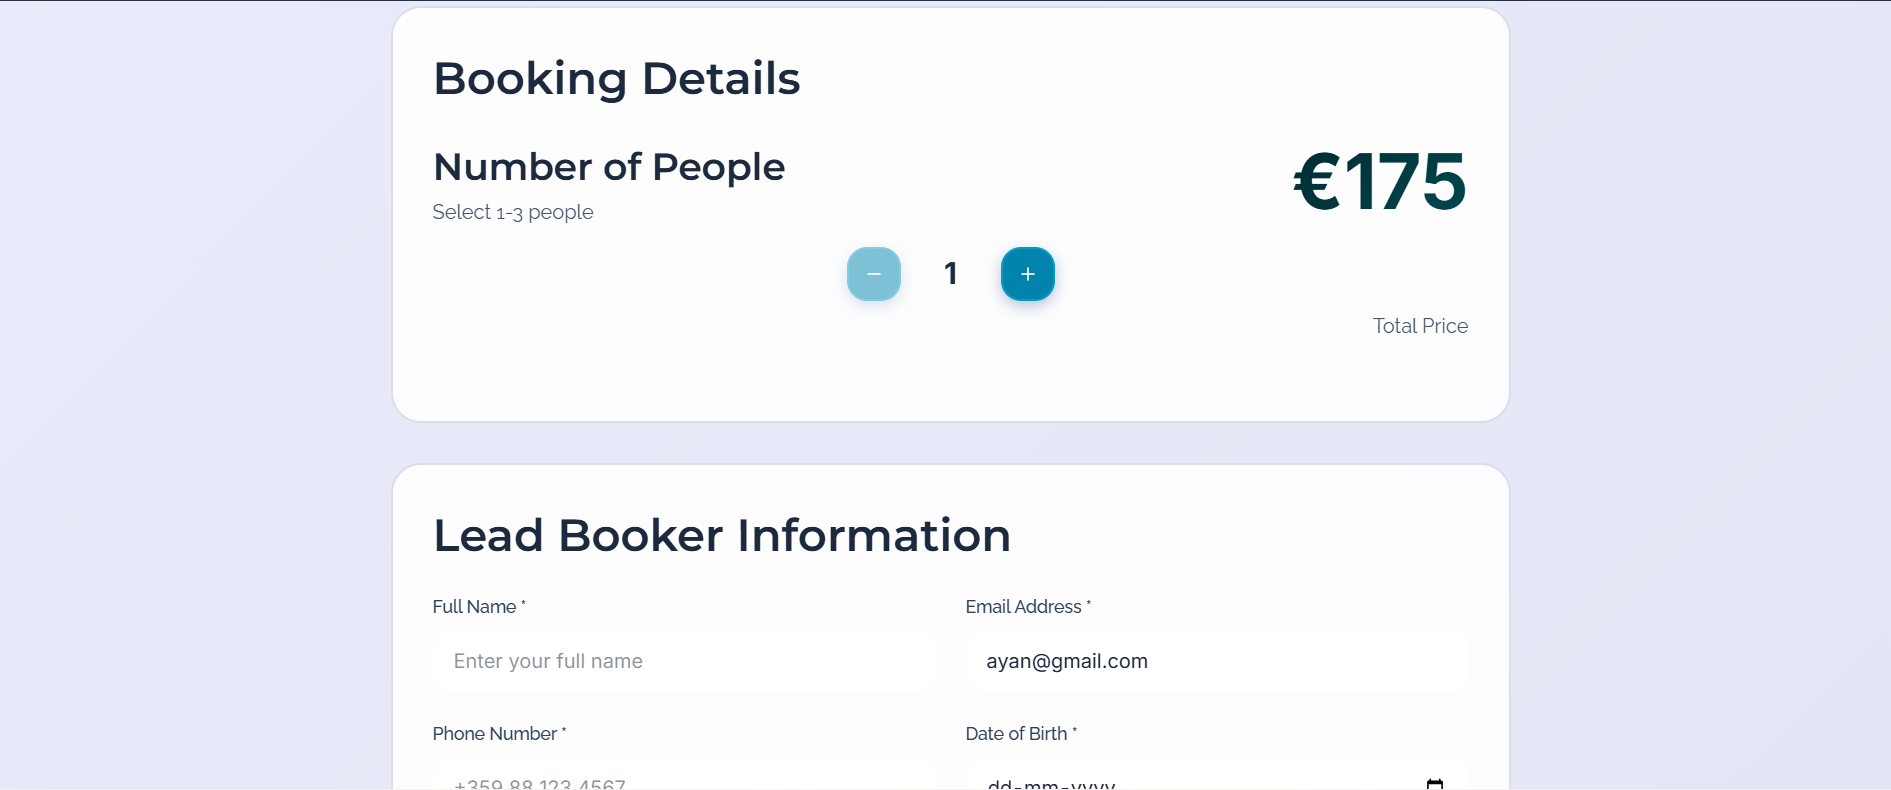 Booking Details
Number of People
Select 1-3 people
€175
− 1 +
Total Price
Lead Booker Information
Full Name *
Enter your full name
Email Address *
ayan@gmail.com
Phone Number *
+359 88 123 4567
Date of Birth *
dd-mm-yyyy